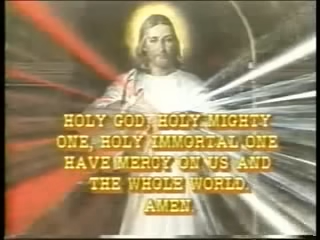 HOLY GOD, HOLY MIGHTY
ONE, HOLY IMMORTAL ONE
HAVE MERCY ON US AND
THE WHOLE WORLD.
AMEN.